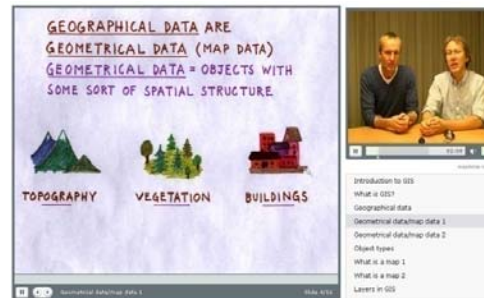 GEOGRAPHICAL DATA ARE
GEOMETRICAL DATA (MAP DATA)
GEOMETRICAL DATA = OBJECTS WITH
SOME SORT OF SPATIAL STRUCTURE
TOPOGRAPHY VEGETATION BUILDINGS
Geometrical data/map data 1
Introduction to GIS
What is GIS?
Geographical data
Geometrical data/map data 1
Geometrical data/map data 2
Object types
What is a map 1
What is a map 2
Layers in GIS